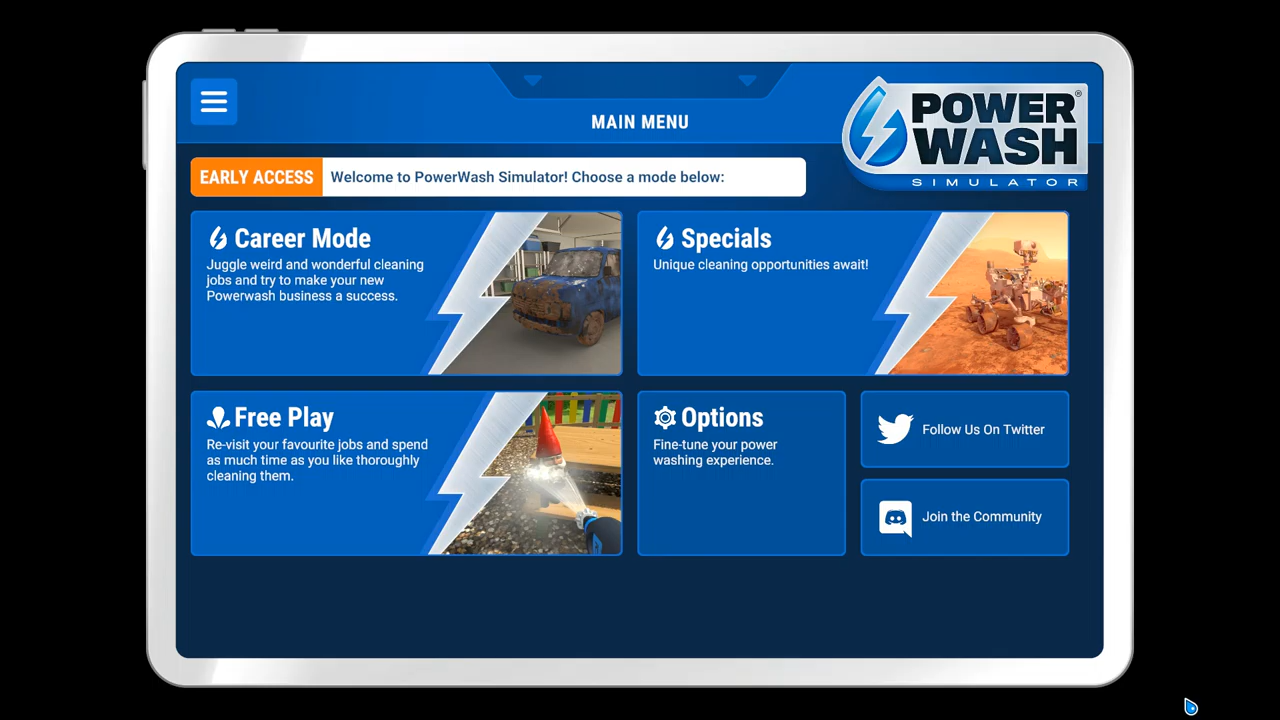 MAIN MENU
POWER WASH®
SIMULATOR
EARLY ACCESS Welcome to PowerWash Simulator! Choose a mode below:
Career Mode
Juggle weird and wonderful cleaning
jobs and try to make your new
Powerwash business a success.
Specials
Unique cleaning opportunities await!
Free Play
Re-visit your favourite jobs and spend
as much time as you like thoroughly
cleaning them.
Options
Fine-tune your power
washing experience.
Follow Us On Twitter
Join the Community